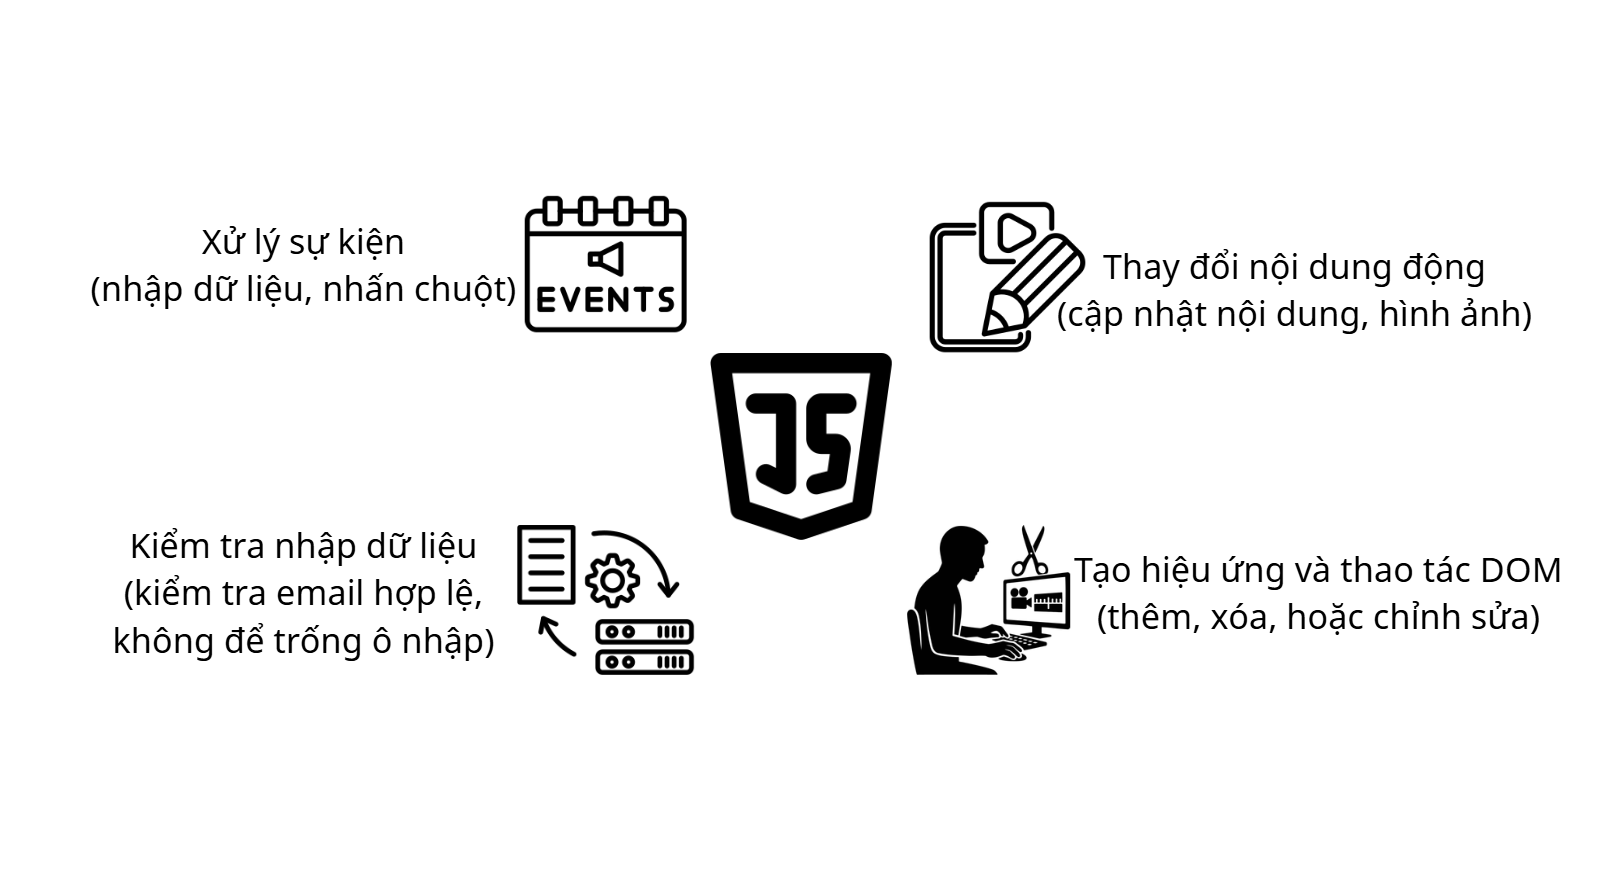 Xử lý sự kiện
(nhập dữ liệu, nhấn chuột)
EVENTS
Thay đổi nội dung động
(cập nhật nội dung, hình ảnh)
JS
Kiểm tra nhập dữ liệu
(kiểm tra email hợp lệ,
không để trống ô nhập)
Tạo hiệu ứng và thao tác DOM
(thêm, xóa, hoặc chỉnh sửa)